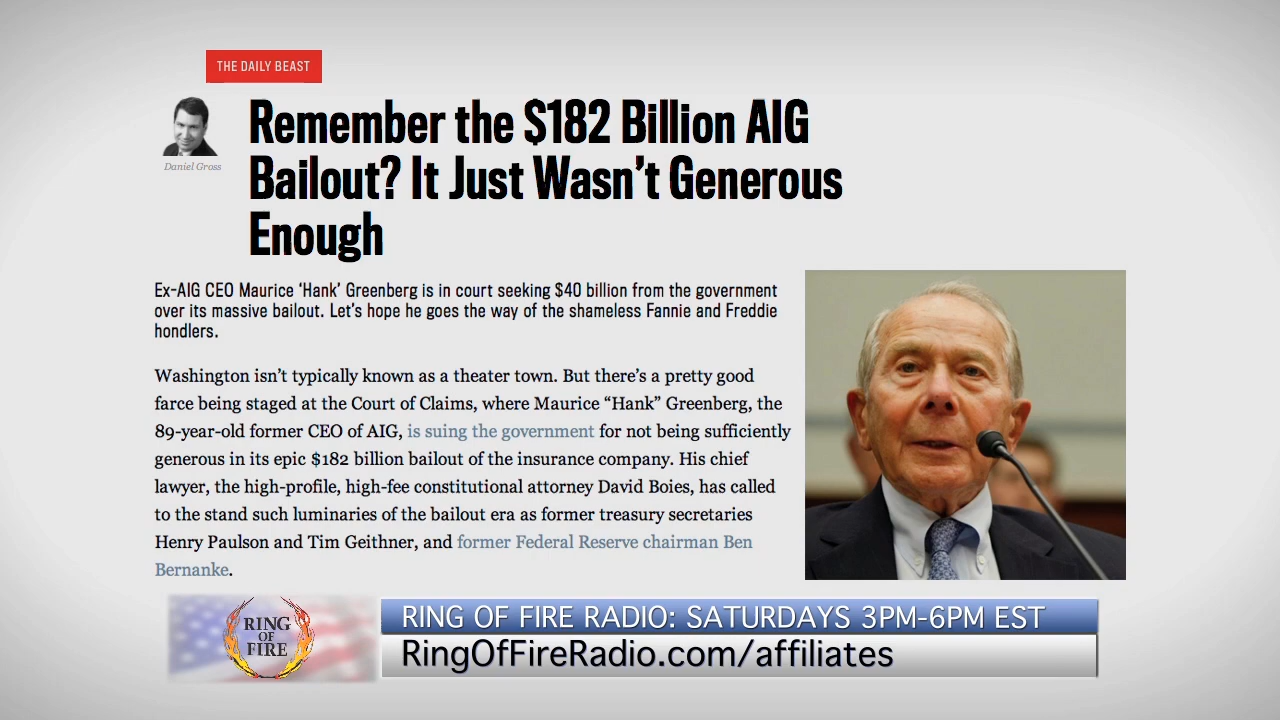 THE DAILY BEAST
Daniel Gross
Remember the $182 Billion AIG
Bailout? It Just Wasn't Generous
Enough
Ex-AIG CEO Maurice ‘Hank’ Greenberg is in court seeking $40 billion from the government
over its massive bailout. Let’s hope he goes the way of the shameless Fannie and Freddie
hondlers.
Washington isn’t typically known as a theater town. But there’s a pretty good
farce being staged at the Court of Claims, where Maurice “Hank” Greenberg, the
89-year-old former CEO of AIG, is suing the government for not being sufficiently
generous in its epic $182 billion bailout of the insurance company. His chief
lawyer, the high-profile, high-fee constitutional attorney David Boies, has called
to the stand such luminaries of the bailout era as former treasury secretaries
Henry Paulson and Tim Geithner, and former Federal Reserve chairman Ben
Bernanke.
RING
OF
FIRE
RING OF FIRE RADIO: SATURDAYS 3PM-6PM EST
RingOfFireRadio.com/affiliates